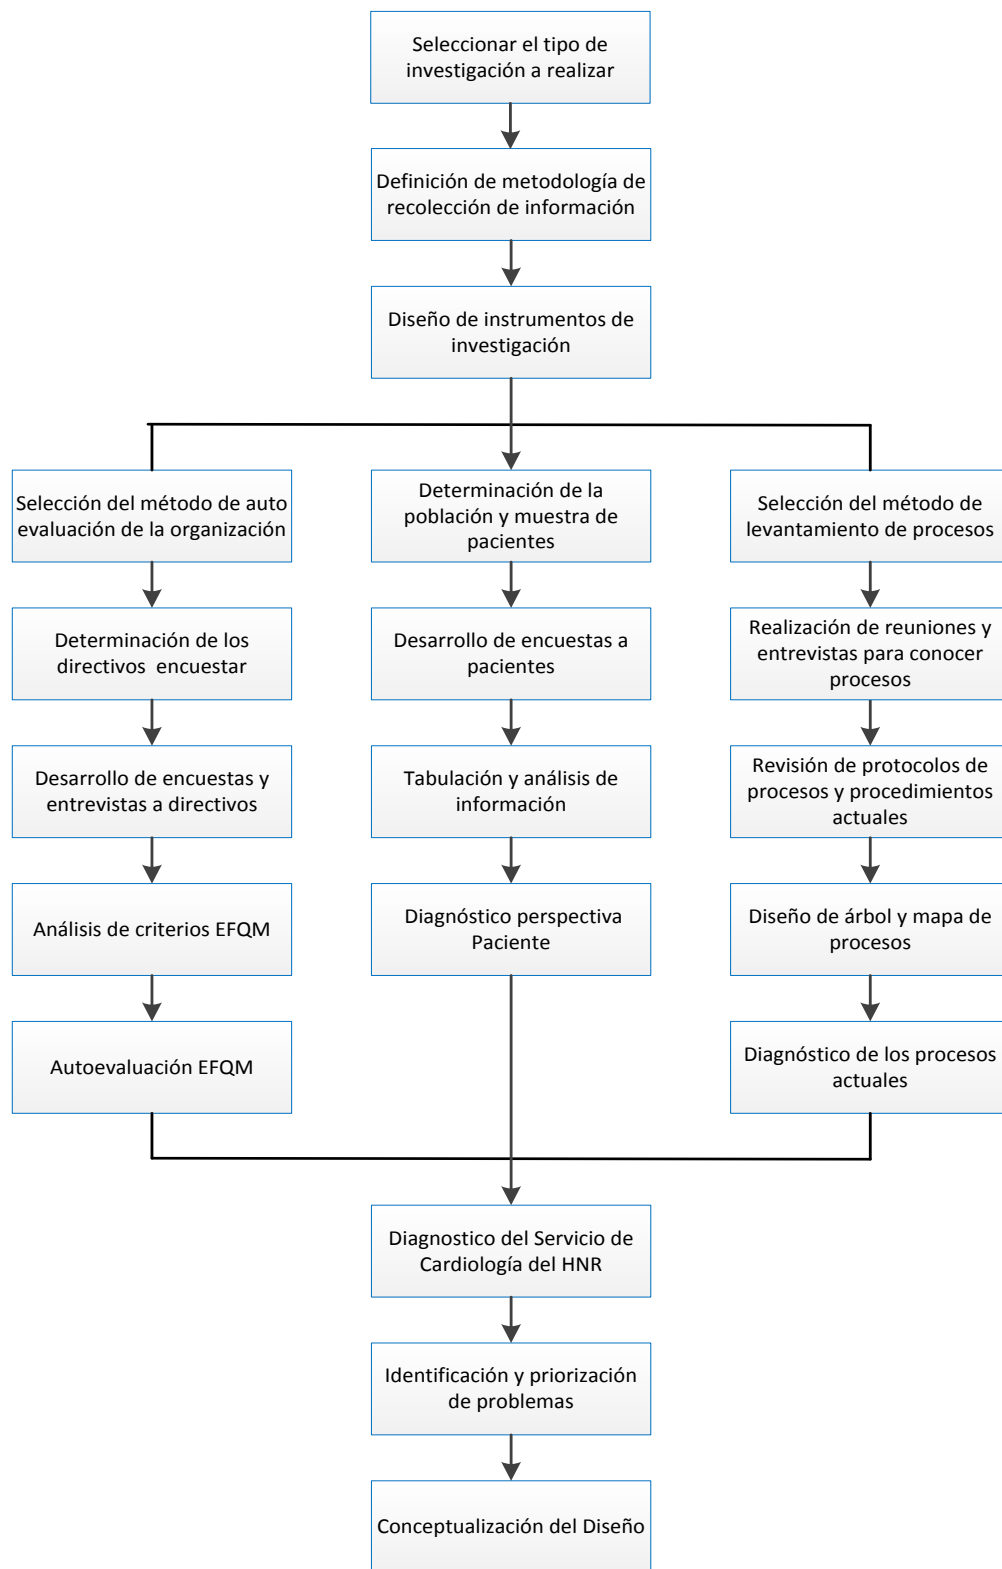 Seleccionar el tipo de
investigación a realizar
Definición de metodología de
recolección de información
Diseño de instrumentos de
investigación
Selección del método de auto
evaluación de la organización
Determinación de la
población y muestra de
pacientes
Selección del método de
levantamiento de procesos
Determinación de los
directivos  encuestar
Desarrollo de encuestas a
pacientes
Realización de reuniones y
entrevistas para conocer
procesos
Desarrollo de encuestas y
entrevistas a directivos
Tabulación y análisis de
información
Revisión de protocolos de
procesos y procedimientos
actuales
Análisis de criterios EFQM
Diagnóstico perspectiva
Paciente
Diseño de árbol y mapa de
procesos
Autoevaluación EFQM
Diagnóstico de los procesos
actuales
Diagnostico del Servicio de
Cardiología del HNR
Identificación y priorización
de problemas
Conceptualización del Diseño